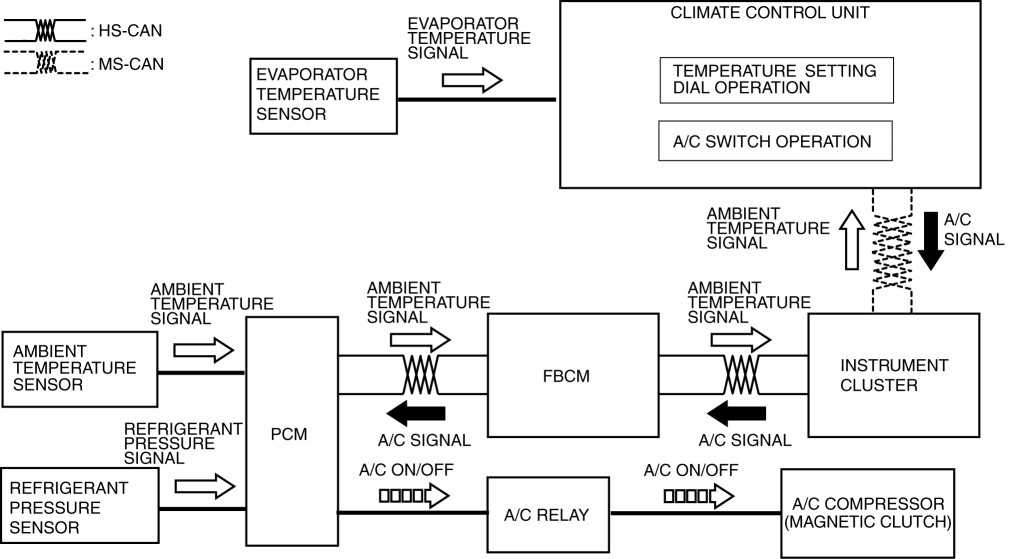 : HS-CAN
: MS-CAN
EVAPORATOR
TEMPERATURE
SENSOR
EVAPORATOR
TEMPERATURE
SIGNAL
CLIMATE CONTROL UNIT
TEMPERATURE SETTING
DIAL OPERATION
A/C SWITCH OPERATION
AMBIENT
TEMPERATURE
SIGNAL
A/C
SIGNAL
AMBIENT
TEMPERATURE
SIGNAL
AMBIENT
TEMPERATURE
SIGNAL
AMBIENT
TEMPERATURE
SIGNAL
AMBIENT
TEMPERATURE
SENSOR
PCM
FBCM
INSTRUMENT
CLUSTER
A/C SIGNAL
A/C SIGNAL
REFRIGERANT
PRESSURE
SIGNAL
REFRIGERANT
PRESSURE
SENSOR
A/C ON/OFF
A/C RELAY
A/C ON/OFF
A/C COMPRESSOR
(MAGNETIC CLUTCH)